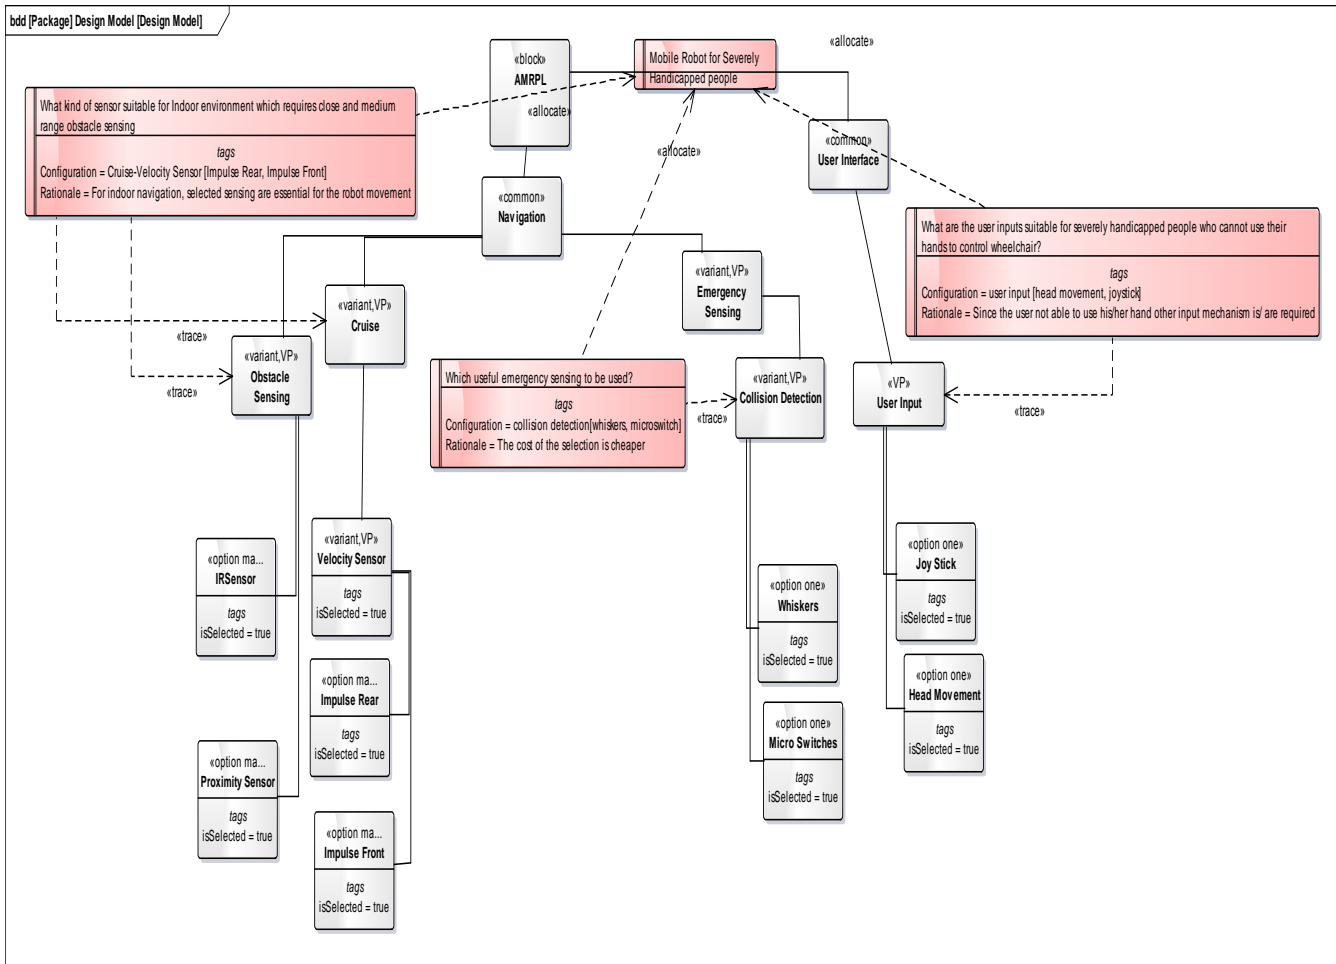 bdd [Package] Design Model [Design Model]
«allocate»
«block»
AMRPL
Mobile Robot for Severely
Handicapped people
What kind of sensor suitable for Indoor environment which requires close and medium
range obstacle sensing
tags
Configuration = Cruise-Velocity Sensor [Impulse Rear, Impulse Front]
Rationale = For indoor navigation, selected sensing are essential for the robot movement
«allocate»
«allocate»
«common»
User Interface
«common»
Navigation
What are the user inputs suitable for severely handicapped people who cannot use their
hands to control wheelchair?
tags
Configuration = user input [head movement, joystick]
Rationale = Since the user not able to use his/her hand other input mechanism is/ are required
«variant,VP»
Emergency
Sensing
«variant,VP»
Cruise
«trace»
«variant,VP»
Obstacle
Sensing
«trace»
Which useful emergency sensing to be used?
tags
Configuration = collision detection[whiskers, microswitch]
Rationale = The cost of the selection is cheaper
«trace»
«variant,VP»
Collision Detection
«VP»
User Input
«trace»
«option ma...
IRSensor
tags
isSelected = true
«variant,VP»
Velocity Sensor
tags
isSelected = true
«option one»
Joy Stick
tags
isSelected = true
«option one»
Whiskers
tags
isSelected = true
«option ma...
Impulse Rear
tags
isSelected = true
«option one»
Head Movement
tags
isSelected = true
«option one»
Micro Switches
tags
isSelected = true
«option ma...
Proximity Sensor
tags
isSelected = true
«option ma...
Impulse Front
tags
isSelected = true